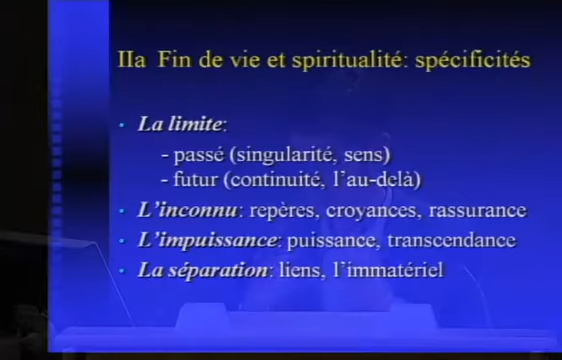 IIa Fin de vie et spiritualité: spécificités
• La limite:
- passé (singularité, sens)
- futur (continuité, l'au-delà)
• L'inconnu: repères, croyances, rassurance
• L'impuissance: puissance, transcendance
• La séparation: liens, l'immatériel